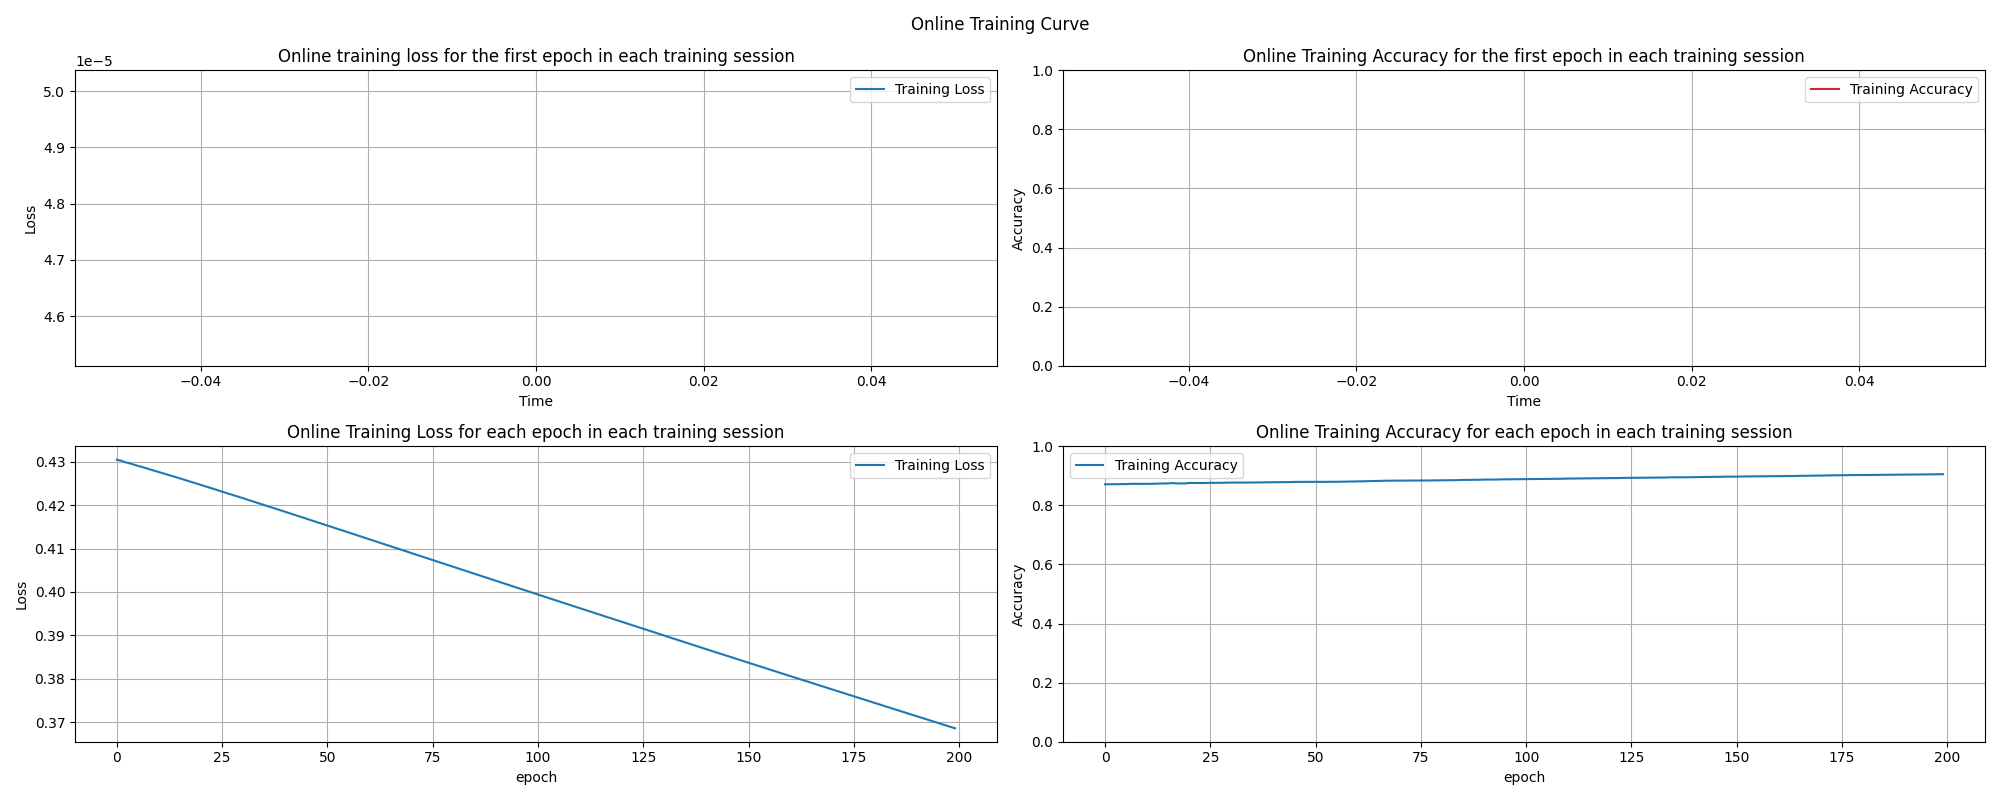 Online Training Curve
Online training loss for the first epoch in each training session
1e−5
Training Loss
5.0
4.9
4.8
4.7
4.6
Loss
−0.04 −0.02 0.00 0.02 0.04
Time
Online Training Accuracy for the first epoch in each training session
Training Accuracy
1.0
0.8
0.6
0.4
0.2
0.0
Accuracy
−0.04 −0.02 0.00 0.02 0.04
Time
Online Training Loss for each epoch in each training session
Training Loss
0.43
0.42
0.41
0.40
0.39
0.38
0.37
Loss
0 25 50 75 100 125 150 175 200
epoch
Online Training Accuracy for each epoch in each training session
Training Accuracy
1.0
0.8
0.6
0.4
0.2
0.0
Accuracy
0 25 50 75 100 125 150 175 200
epoch